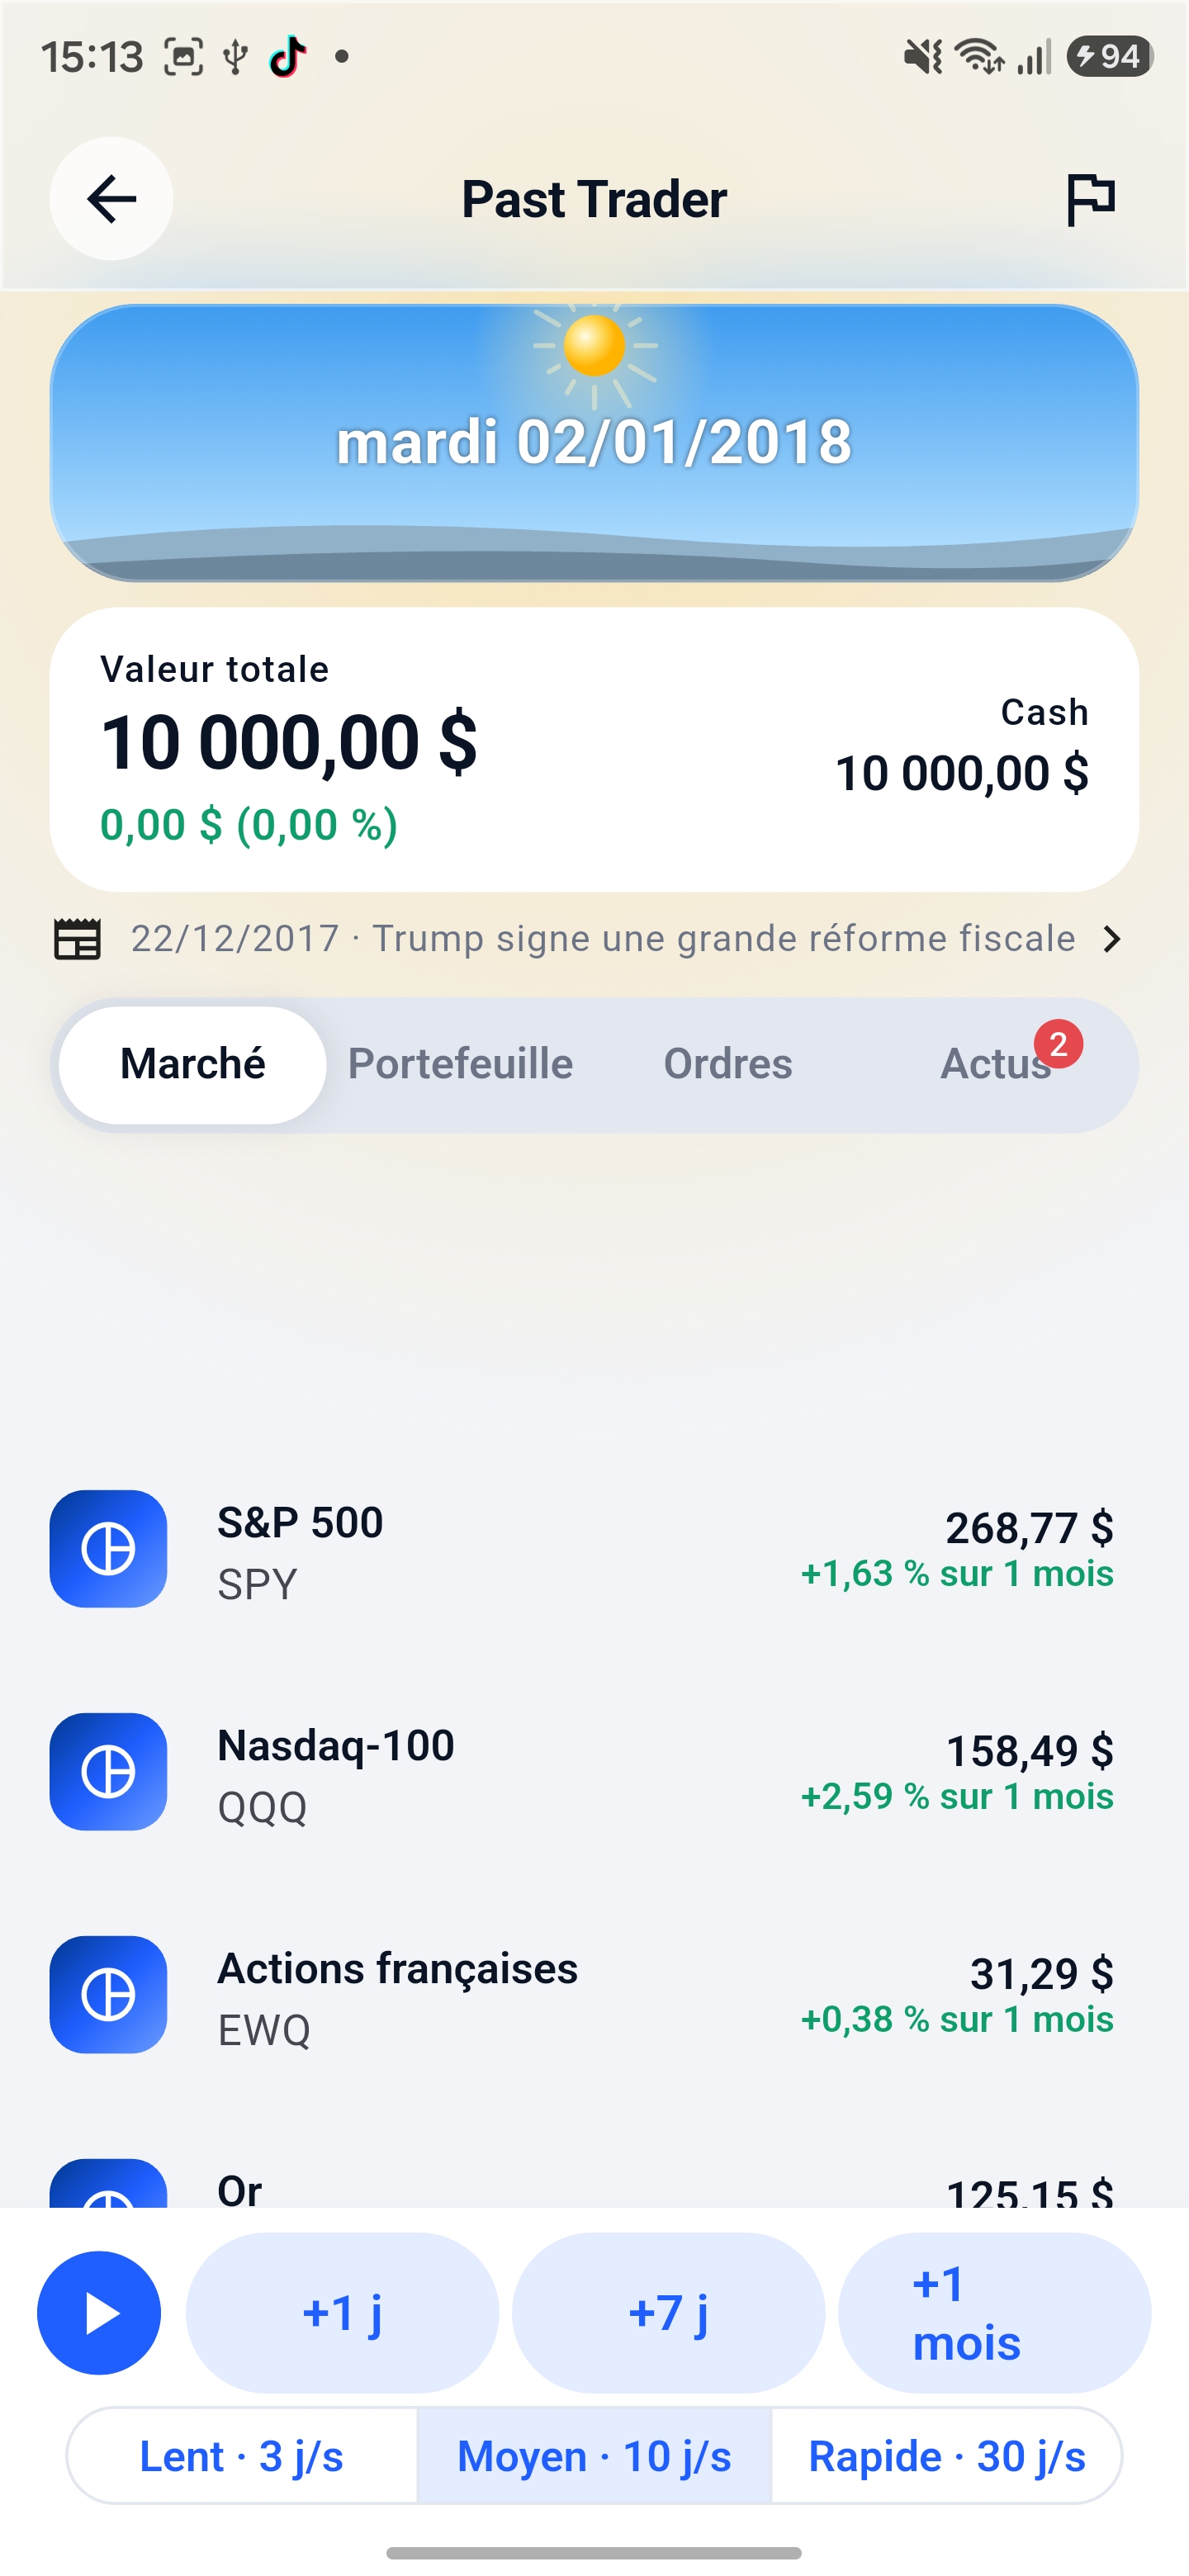 15:13
94
Past Trader
mardi 02/01/2018
Valeur totale
10 000,00 $
0,00 $ (0,00 %)
Cash
10 000,00 $
22/12/2017 · Trump signe une grande réforme fiscale
Marché
Portefeuille
Ordres
Actus
2
S&P 500
SPY
268,77 $
+1,63 % sur 1 mois
Nasdaq-100
QQQ
158,49 $
+2,59 % sur 1 mois
Actions françaises
EWQ
31,29 $
+0,38 % sur 1 mois
Or
125,15 $
+1 j
+7 j
+1
mois
Lent · 3 j/s
Moyen · 10 j/s
Rapide · 30 j/s